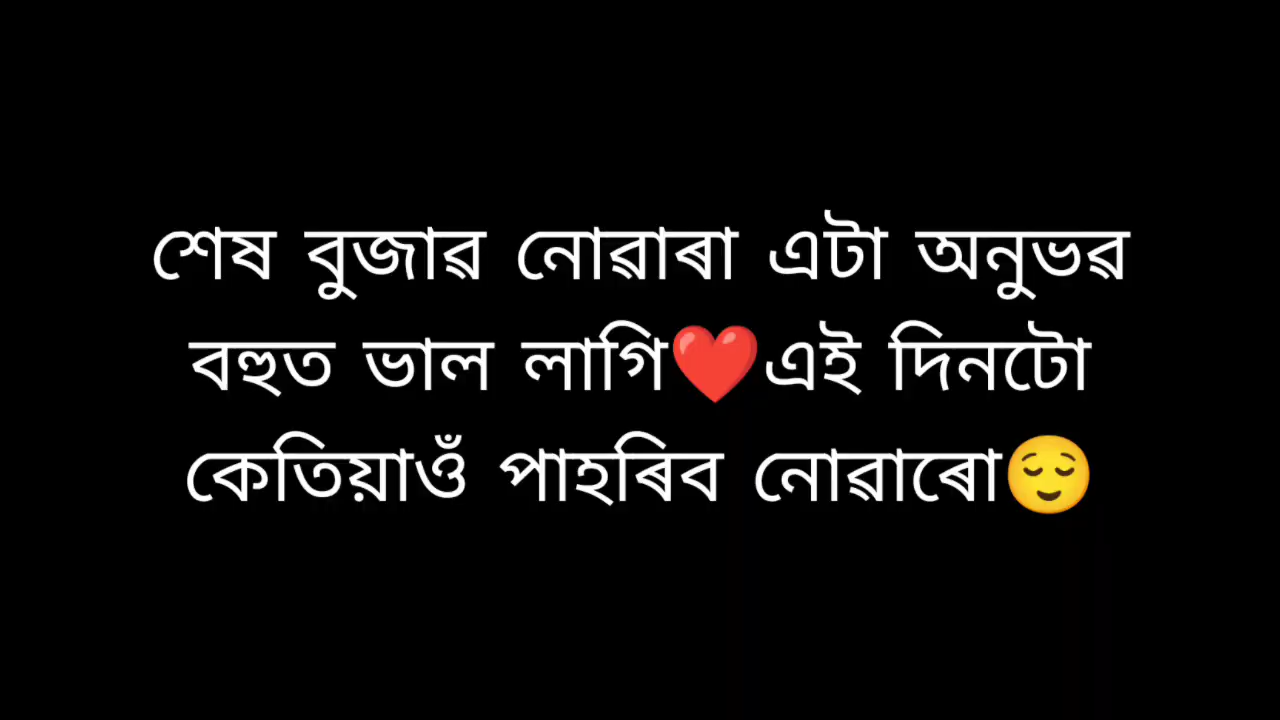 শেষ বুজাৱ নোৱাৰা এটা অনুভৱ
বহুত ভাল লাগি❤️এই দিনটো
কেতিয়াওঁ পাহৰিব নোৱাৰো😌